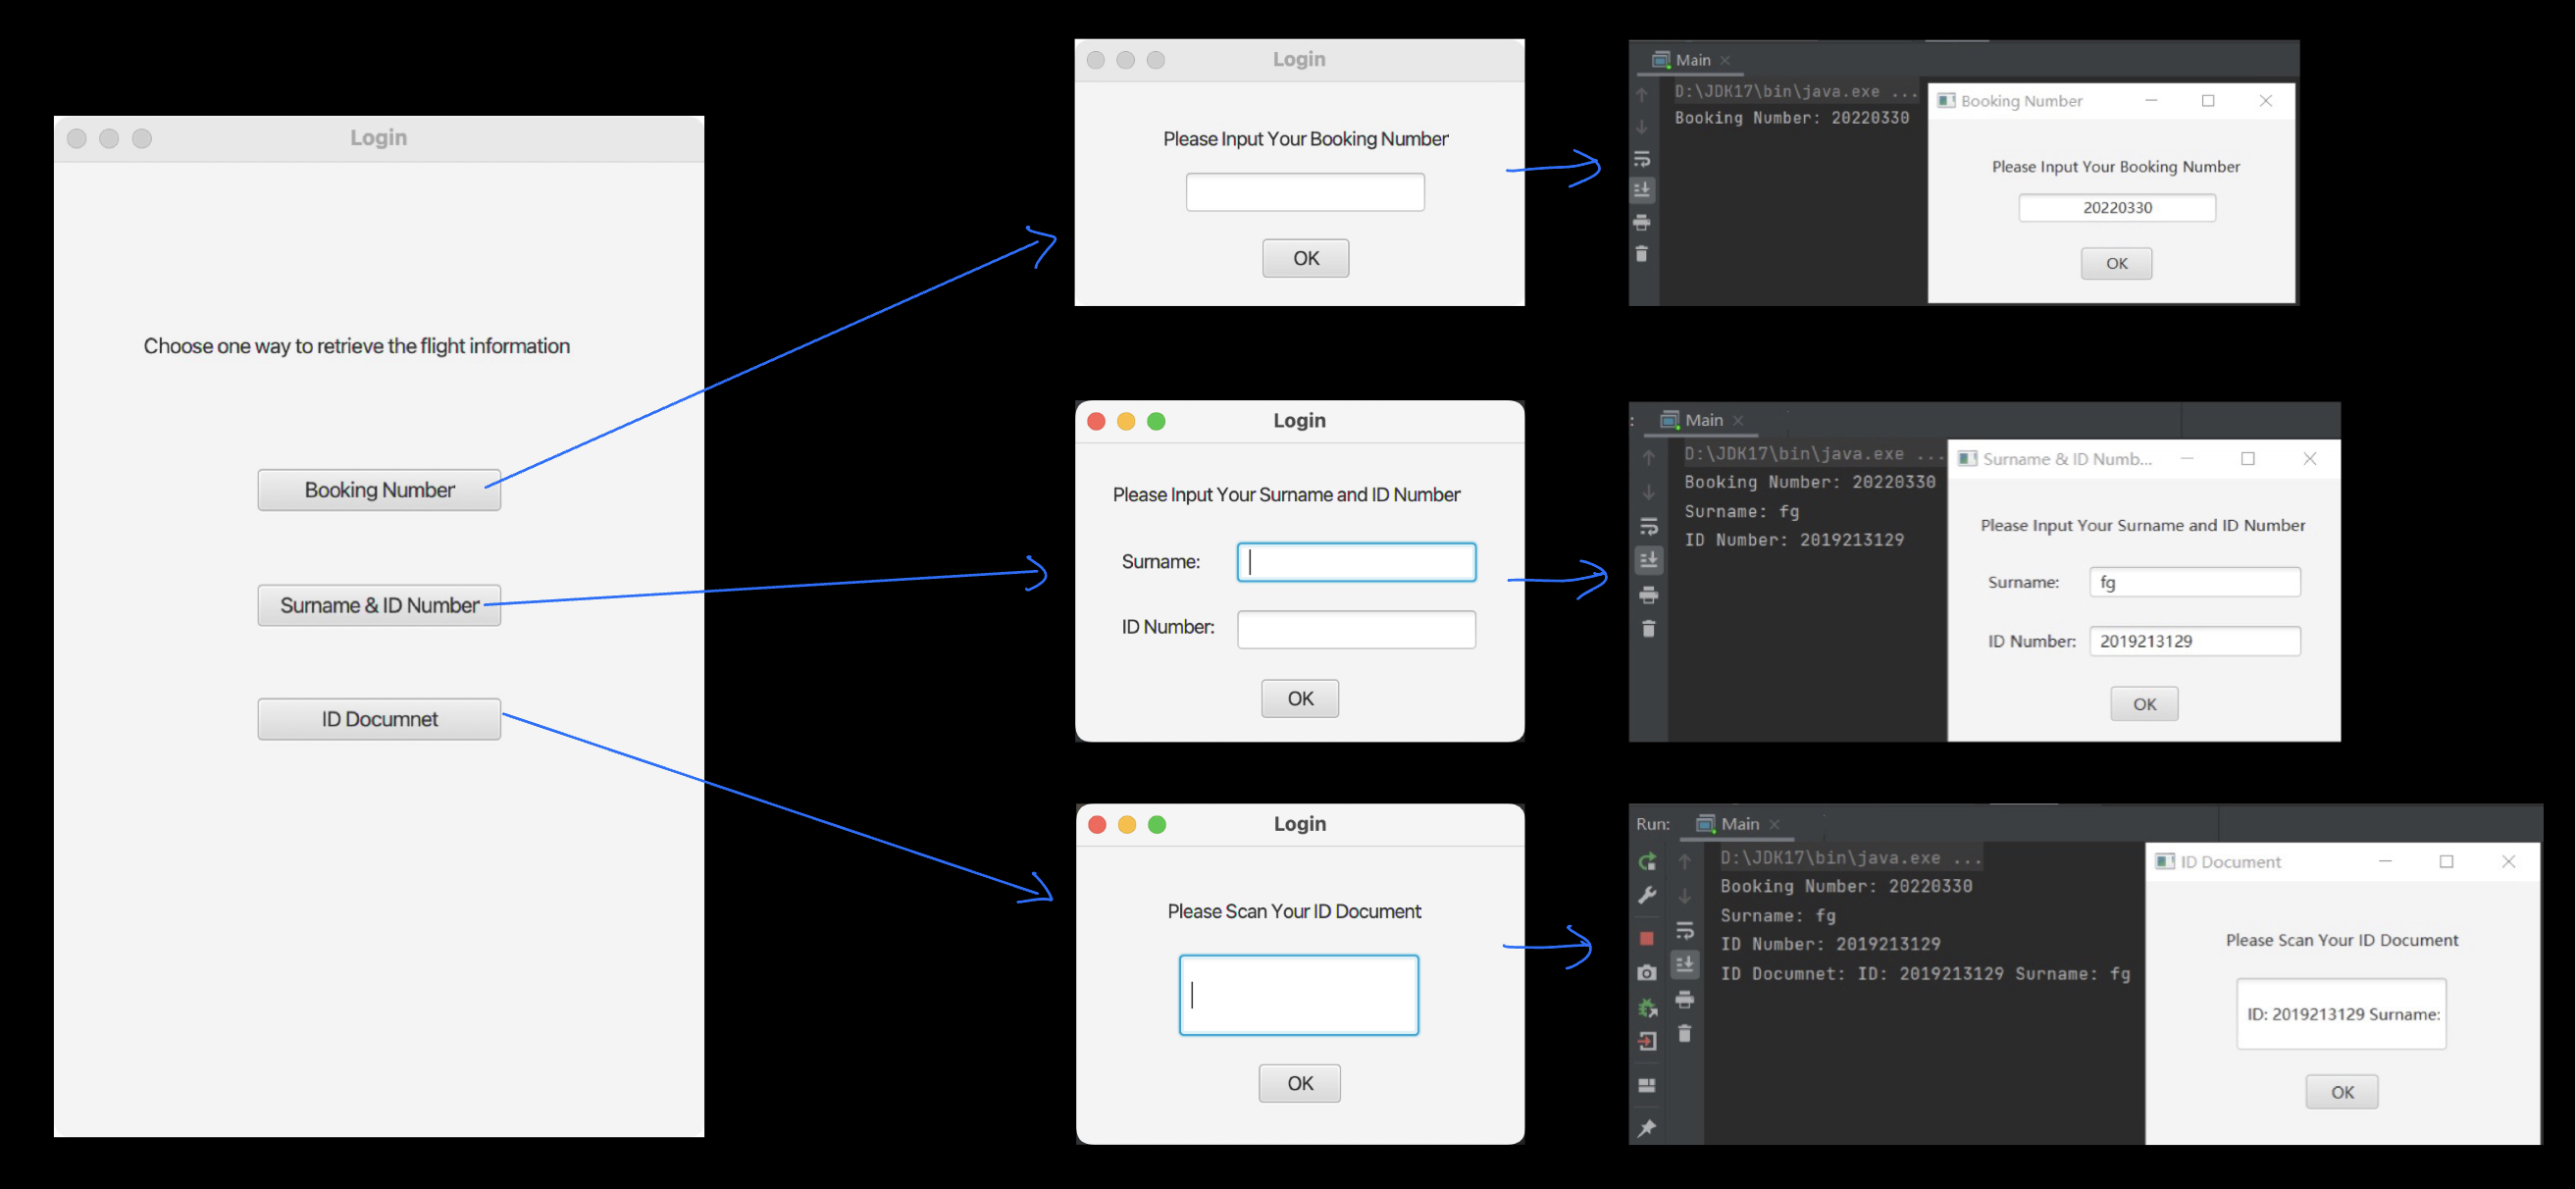 Login
Choose one way to retrieve the flight information
Booking Number
Surname & ID Number
ID Documnet
Login
Please Input Your Booking Number
OK
Main
D:\JDK17\bin\java.exe ...
Booking Number: 20220330
Booking Number
Please Input Your Booking Number
20220330
OK
Login
Please Input Your Surname and ID Number
Surname:
ID Number:
OK
: Main
D:\JDK17\bin\java.exe ...
Booking Number: 20220330
Surname: fg
ID Number: 2019213129
Surname & ID Numb...
Please Input Your Surname and ID Number
Surname: fg
ID Number: 2019213129
OK
Login
Please Scan Your ID Document
OK
Run: Main
D:\JDK17\bin\java.exe ...
Booking Number: 20220330
Surname: fg
ID Number: 2019213129
ID Documnet: ID: 2019213129 Surname: fg
ID Document
Please Scan Your ID Document
ID: 2019213129 Surname:
OK